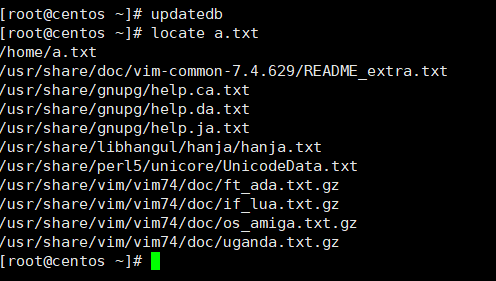 [root@centos ~]# updatedb
[root@centos ~]# locate a.txt
/home/a.txt
/usr/share/doc/vim-common-7.4.629/README_extra.txt
/usr/share/gnupg/help.ca.txt
/usr/share/gnupg/help.da.txt
/usr/share/gnupg/help.ja.txt
/usr/share/libhangul/hanja/hanja.txt
/usr/share/perl5/unicore/UnicodeData.txt
/usr/share/vim/vim74/doc/ft_ada.txt.gz
/usr/share/vim/vim74/doc/if_lua.txt.gz
/usr/share/vim/vim74/doc/os_amiga.txt.gz
/usr/share/vim/vim74/doc/uganda.txt.gz
[root@centos ~]#